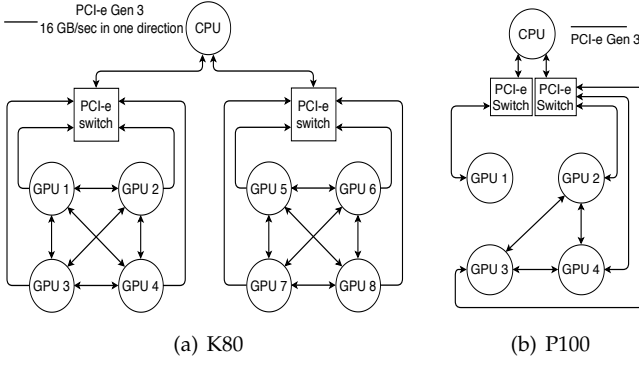 PCI-e Gen 3
16 GB/sec in one direction
CPU
PCI-e
switch
PCI-e
switch
GPU 1
GPU 2
GPU 3
GPU 4
GPU 5
GPU 6
GPU 7
GPU 8
(a) K80
PCI-e Gen 3
CPU
PCI-e
Switch
PCI-e
Switch
GPU 1
GPU 2
GPU 3
GPU 4
(b) P100